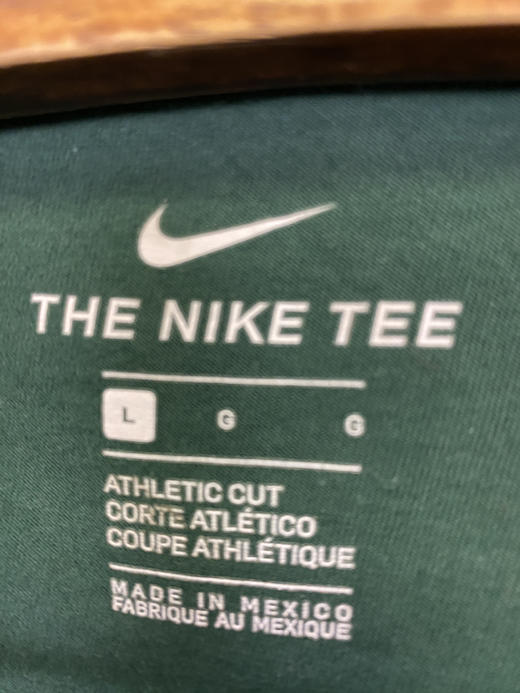 THE NIKE TEE
L G G
ATHLETIC CUT
CORTE ATLÉTICO
COUPE ATHLÉTIQUE
MADE IN MEXICO
FABRIQUE AU MEXIQUE